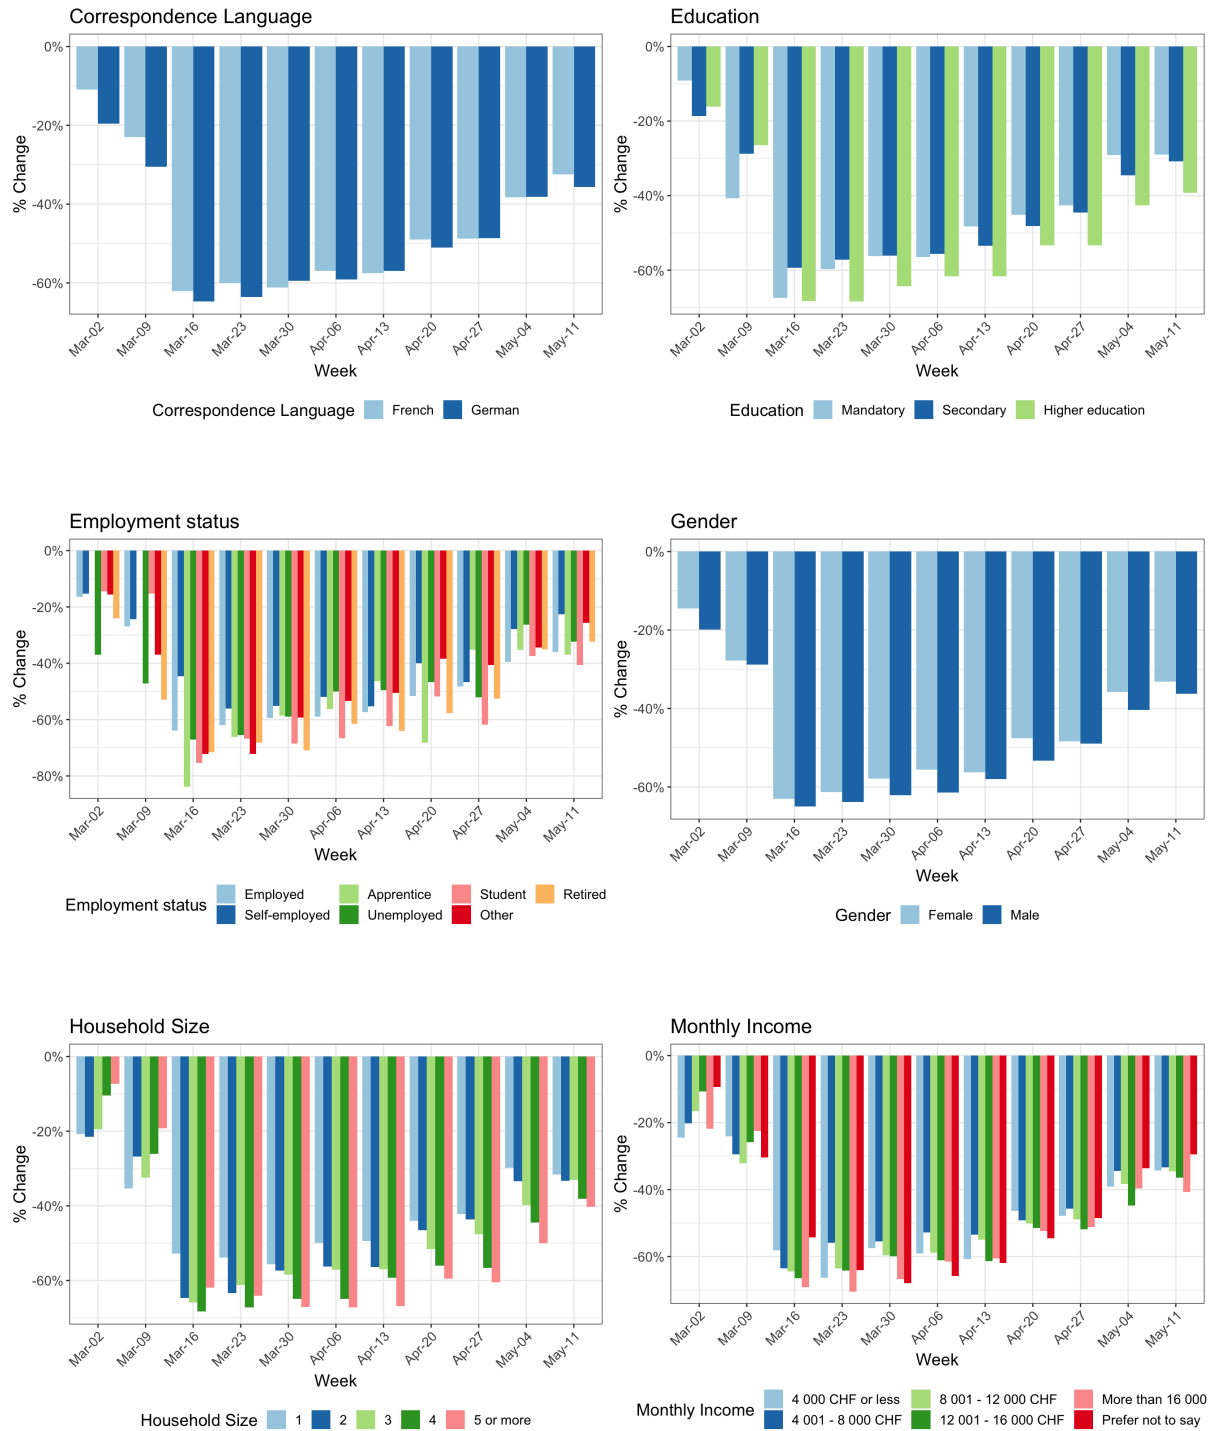 Correspondence Language
0%
-20%
-40%
-60%
% Change
Mar-02 Mar-09 Mar-16 Mar-23 Mar-30 Apr-06 Apr-13 Apr-20 Apr-27 May-04 May-11
Week
Correspondence Language French German
Education
0%
-20%
-40%
-60%
% Change
Mar-02 Mar-09 Mar-16 Mar-23 Mar-30 Apr-06 Apr-13 Apr-20 Apr-27 May-04 May-11
Week
Education Mandatory Secondary Higher education
Employment status
0%
-20%
-40%
-60%
-80%
% Change
Mar-02 Mar-09 Mar-16 Mar-23 Mar-30 Apr-06 Apr-13 Apr-20 Apr-27 May-04 May-11
Week
Employment status
Employed Apprentice Student Retired
Self-employed Unemployed Other
Gender
0%
-20%
-40%
-60%
% Change
Mar-02 Mar-09 Mar-16 Mar-23 Mar-30 Apr-06 Apr-13 Apr-20 Apr-27 May-04 May-11
Week
Gender Female Male
Household Size
0%
-20%
-40%
-60%
% Change
Mar-02 Mar-09 Mar-16 Mar-23 Mar-30 Apr-06 Apr-13 Apr-20 Apr-27 May-04 May-11
Week
Household Size 1 2 3 4 5 or more
Monthly Income
0%
-20%
-40%
-60%
% Change
Mar-02 Mar-09 Mar-16 Mar-23 Mar-30 Apr-06 Apr-13 Apr-20 Apr-27 May-04 May-11
Week
Monthly Income
4 000 CHF or less 8 001 - 12 000 CHF More than 16 000
4 001 - 8 000 CHF 12 001 - 16 000 CHF Prefer not to say